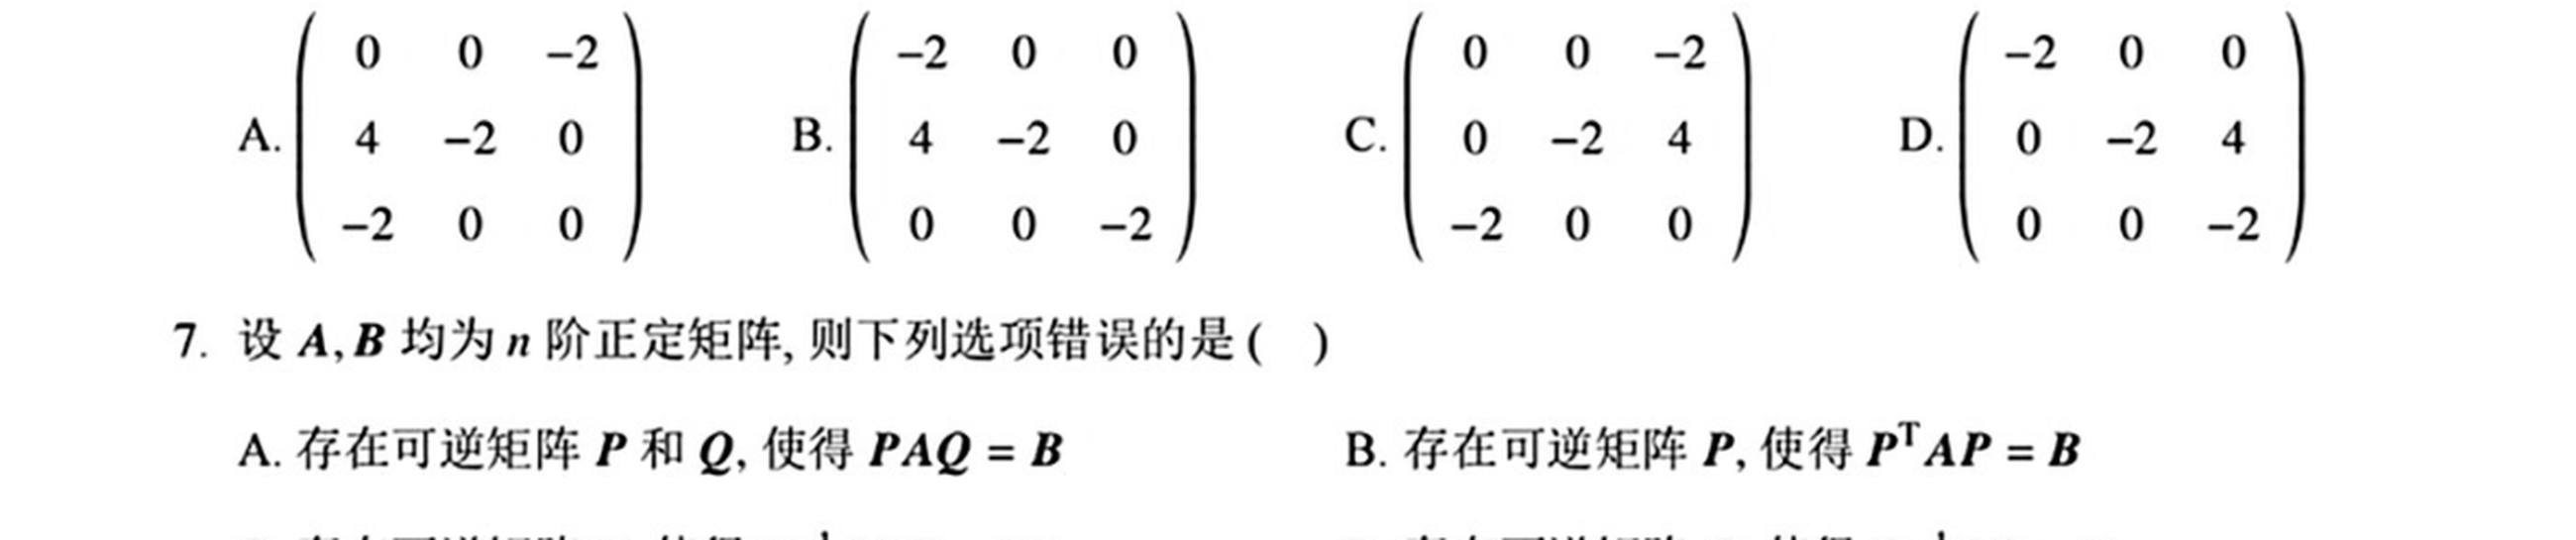 0 0 -2 -2 0 0 0 0 -2 -2 0 0
A. 4 -2 0 B. 4 -2 0 C. 0 -2 4 D. 0 -2 4
-2 0 0 0 0 -2 -2 0 0 0 0 -2
7. 设 A, B 均为 n 阶正定矩阵, 则下列选项错误的是( )
A. 存在可逆矩阵 P 和 Q, 使得 PAQ = B B. 存在可逆矩阵 P, 使得 PᵀAP = B